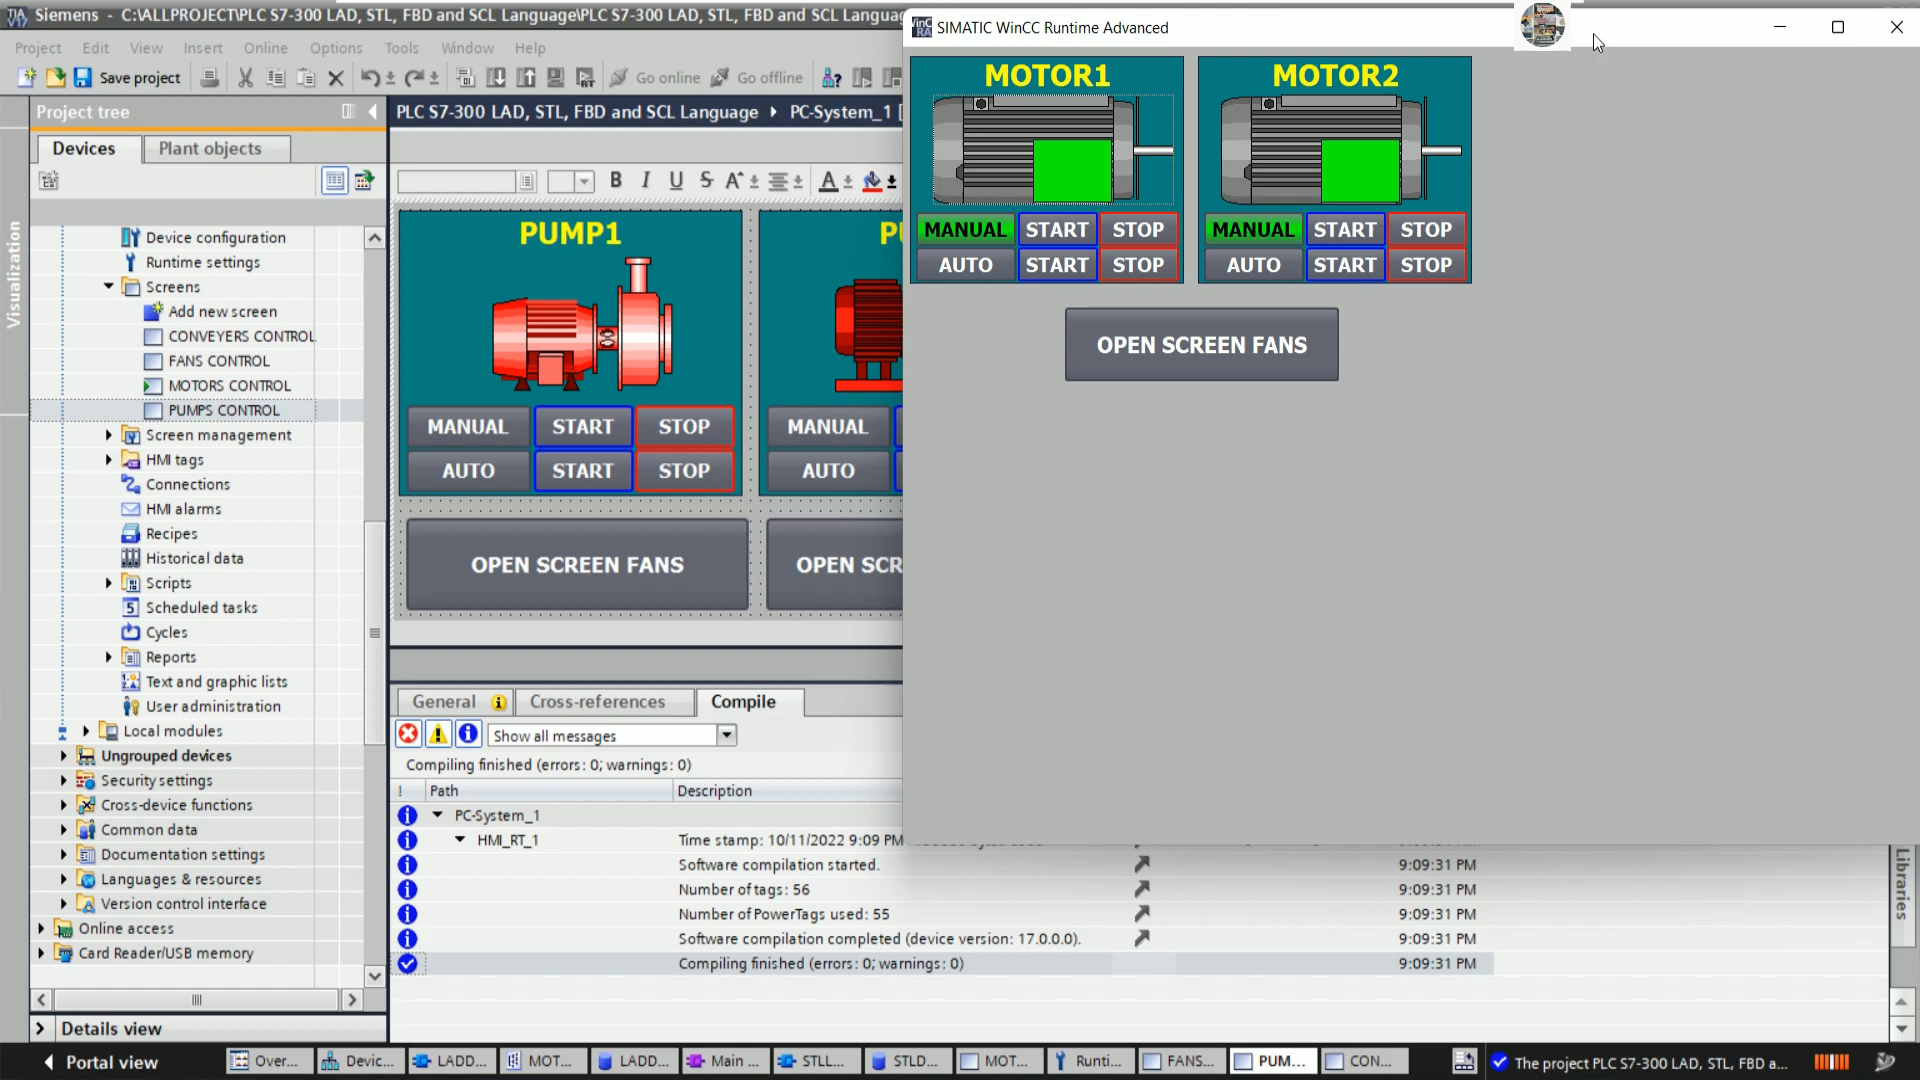 Siemens - C:\ALLPROJECT\PLC S7-300 LAD, STL, FBD and SCL Language\PLC S7-300 LAD, STL, FBD and SCL
SIMATIC WinCC Runtime Advanced
Project Edit View Insert Online Options Tools Window Help
Save project
Go online
Go offline
Project tree
PLC S7-300 LAD, STL, FBD and SCL Language
PC-System_1 [
Devices
Plant objects
Visualization
Device configuration
Runtime settings
Screens
Add new screen
CONVEYERS CONTROL
FANS CONTROL
MOTORS CONTROL
PUMPS CONTROL
Screen management
HMI tags
Connections
HMI alarms
Recipes
Historical data
Scripts
Scheduled tasks
Cycles
Reports
Text and graphic lists
User administration
Local modules
Ungrouped devices
Security settings
Cross-device functions
Common data
Documentation settings
Languages & resources
Version control interface
Online access
Card Reader/USB memory
Details view
B I U S A A
PUMP1
MANUAL START STOP
AUTO START STOP
MANUAL
AUTO
OPEN SCREEN FANS
MOTOR1
MANUAL START STOP
AUTO START STOP
MOTOR2
MANUAL START STOP
AUTO START STOP
OPEN SCREEN FANS
General Cross-references Compile
Show all messages
Compiling finished (errors: 0; warnings: 0)
! Path Description
PC-System_1
HMI_RT_1 Time stamp: 10/11/2022 9:09 PM
Software compilation started. 9:09:31 PM
Number of tags: 56 9:09:31 PM
Number of PowerTags used: 55 9:09:31 PM
Software compilation completed (device version: 17.0.0.0). 9:09:31 PM
Compiling finished (errors: 0; warnings: 0) 9:09:31 PM
Libraries
Portal view
Over... Devic... LADD... MOT... LADD... Main ... STLL... STLD... MOT... Runti... FANS... PUM... CON...
The project PLC S7-300 LAD, STL, FBD a...